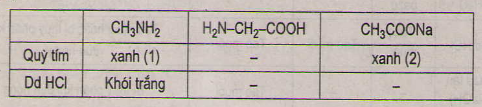 CH₃NH₂ H₂N–CH₂–COOH CH₃COONa
Quỳ tím xanh (1) – xanh (2)
Dd HCl Khói trắng – –